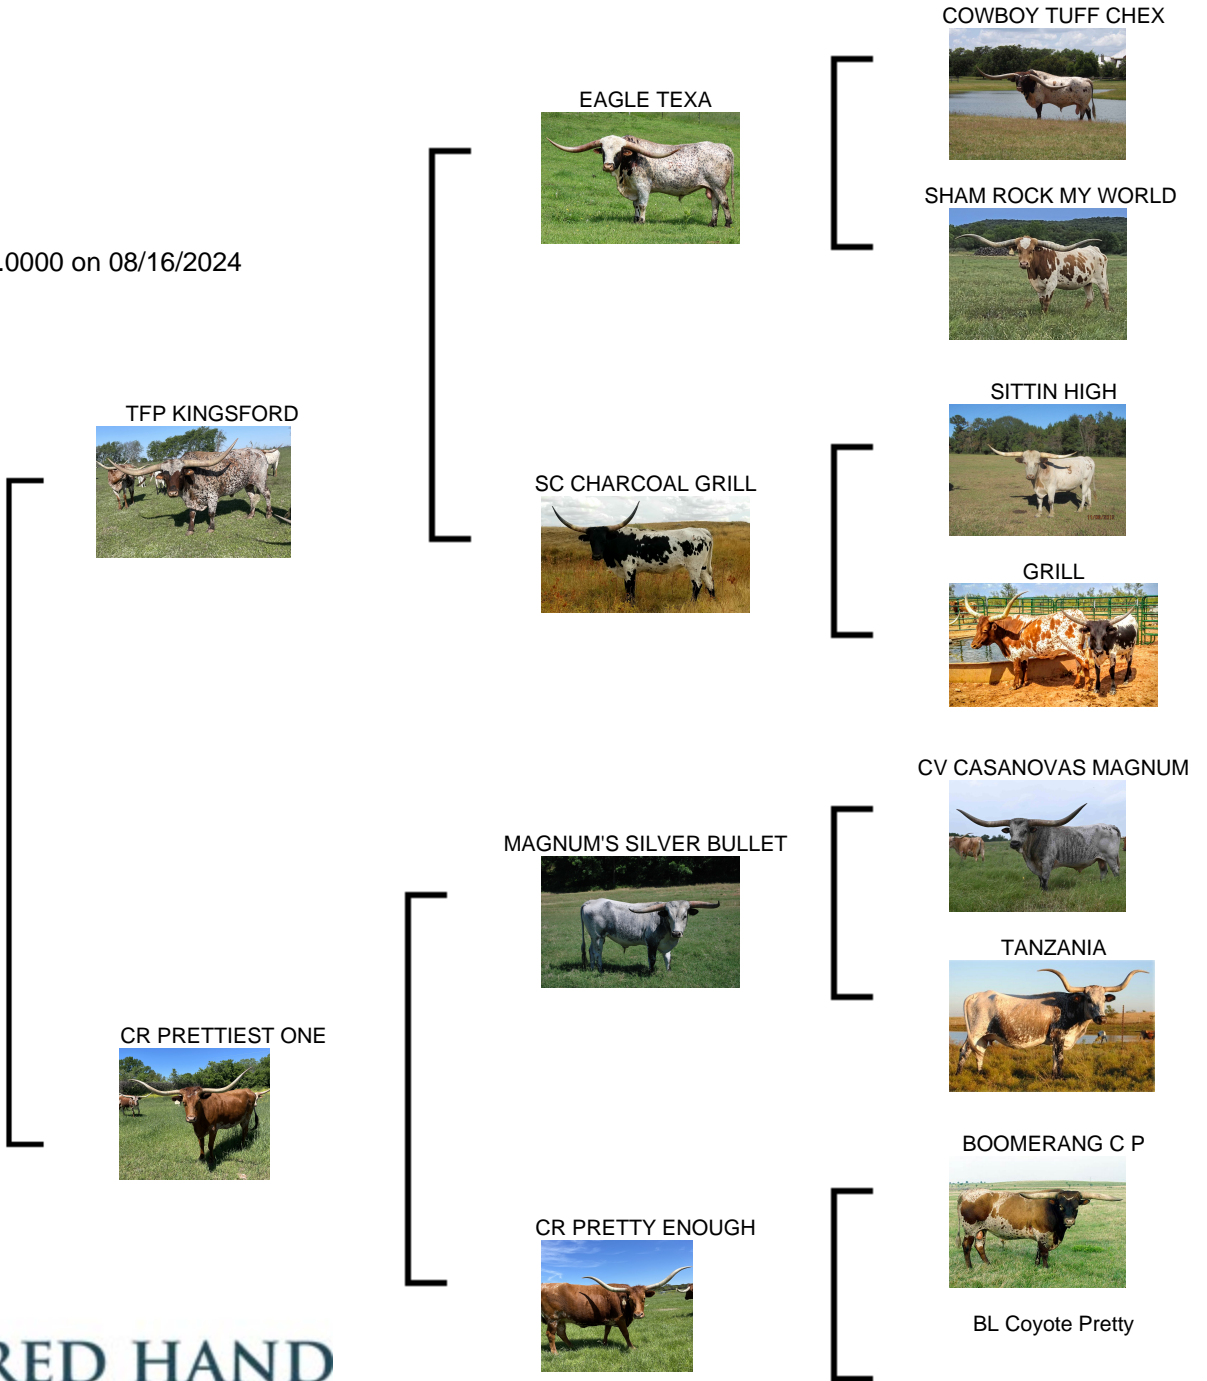 COWBOY TUFF CHEX
EAGLE TEXA
SHAM ROCK MY WORLD
.0000 on 08/16/2024
SITTIN HIGH
TFP KINGSFORD
SC CHARCOAL GRILL
GRILL
CV CASANOVAS MAGNUM
MAGNUM'S SILVER BULLET
TANZANIA
CR PRETTIEST ONE
BOOMERANG C P
CR PRETTY ENOUGH
BL Coyote Pretty
RED HAND